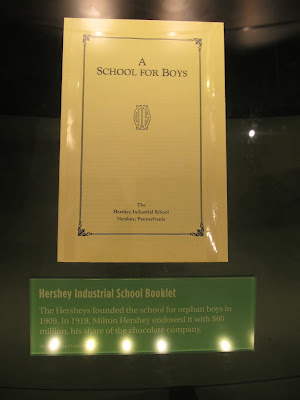 A
SCHOOL FOR BOYS
The
Hershey Industrial School
Hershey, Pennsylvania
Hershey Industrial School Booklet
The Hersheys founded the school for orphan boys in
1909. In 1919, Milton Hershey endowed it with $60
million, his share of the chocolate company.